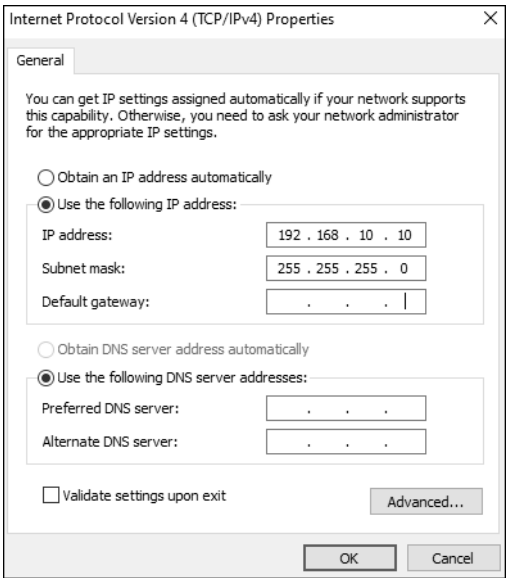 Internet Protocol Version 4 (TCP/IPv4) Properties
General
You can get IP settings assigned automatically if your network supports
this capability. Otherwise, you need to ask your network administrator
for the appropriate IP settings.
Obtain an IP address automatically
Use the following IP address:
IP address: 192 . 168 . 10 . 10
Subnet mask: 255 . 255 . 255 . 0
Default gateway: . . .
Obtain DNS server address automatically
Use the following DNS server addresses:
Preferred DNS server: . . .
Alternate DNS server: . . .
Validate settings upon exit
Advanced...
OK Cancel